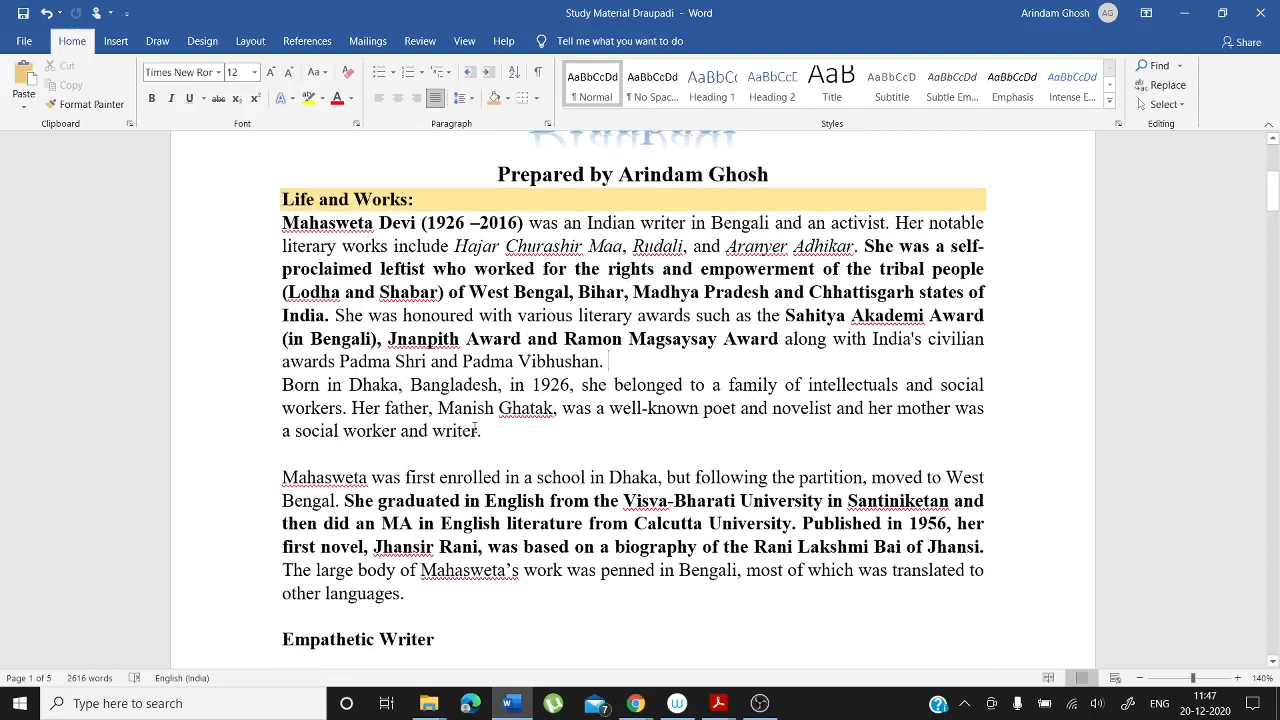 Study Material Draupadi - Word
Arindam Ghosh AG
File Home Insert Draw Design Layout References Mailings Review View Help Tell me what you want to do Share
Paste Cut Copy Format Painter
Times New Ror 12
AaBbCcDd AaBbCcDd AaBbCc AaBbCcD AaB AaBbCcD AaBbCcDd AaBbCcDd AaBbCcDd
¶ Normal ¶ No Spac... Heading 1 Heading 2 Title Subtitle Subtle Em... Emphasis Intense E...
Find Replace Select
Clipboard Font Paragraph Styles Editing
Draupadi
Prepared by Arindam Ghosh
Life and Works:
Mahasweta Devi (1926 –2016) was an Indian writer in Bengali and an activist. Her notable
literary works include Hajar Churashir Maa, Rudali, and Aranyer Adhikar. She was a self-
proclaimed leftist who worked for the rights and empowerment of the tribal people
(Lodha and Shabar) of West Bengal, Bihar, Madhya Pradesh and Chhattisgarh states of
India. She was honoured with various literary awards such as the Sahitya Akademi Award
(in Bengali), Jnanpith Award and Ramon Magsaysay Award along with India's civilian
awards Padma Shri and Padma Vibhushan.
Born in Dhaka, Bangladesh, in 1926, she belonged to a family of intellectuals and social
workers. Her father, Manish Ghatak, was a well-known poet and novelist and her mother was
a social worker and writer.
Mahasweta was first enrolled in a school in Dhaka, but following the partition, moved to West
Bengal. She graduated in English from the Visva-Bharati University in Santiniketan and
then did an MA in English literature from Calcutta University. Published in 1956, her
first novel, Jhansir Rani, was based on a biography of the Rani Lakshmi Bai of Jhansi.
The large body of Mahasweta’s work was penned in Bengali, most of which was translated to
other languages.
Empathetic Writer
Page 1 of 5 2616 words English (India) 140%
Type here to search
7
ENG
11:47
20-12-2020